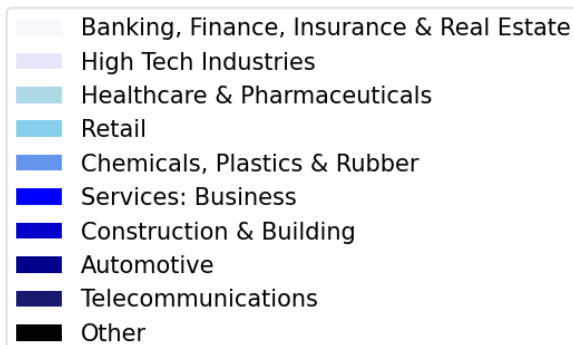 Banking, Finance, Insurance & Real Estate
High Tech Industries
Healthcare & Pharmaceuticals
Retail
Chemicals, Plastics & Rubber
Services: Business
Construction & Building
Automotive
Telecommunications
Other